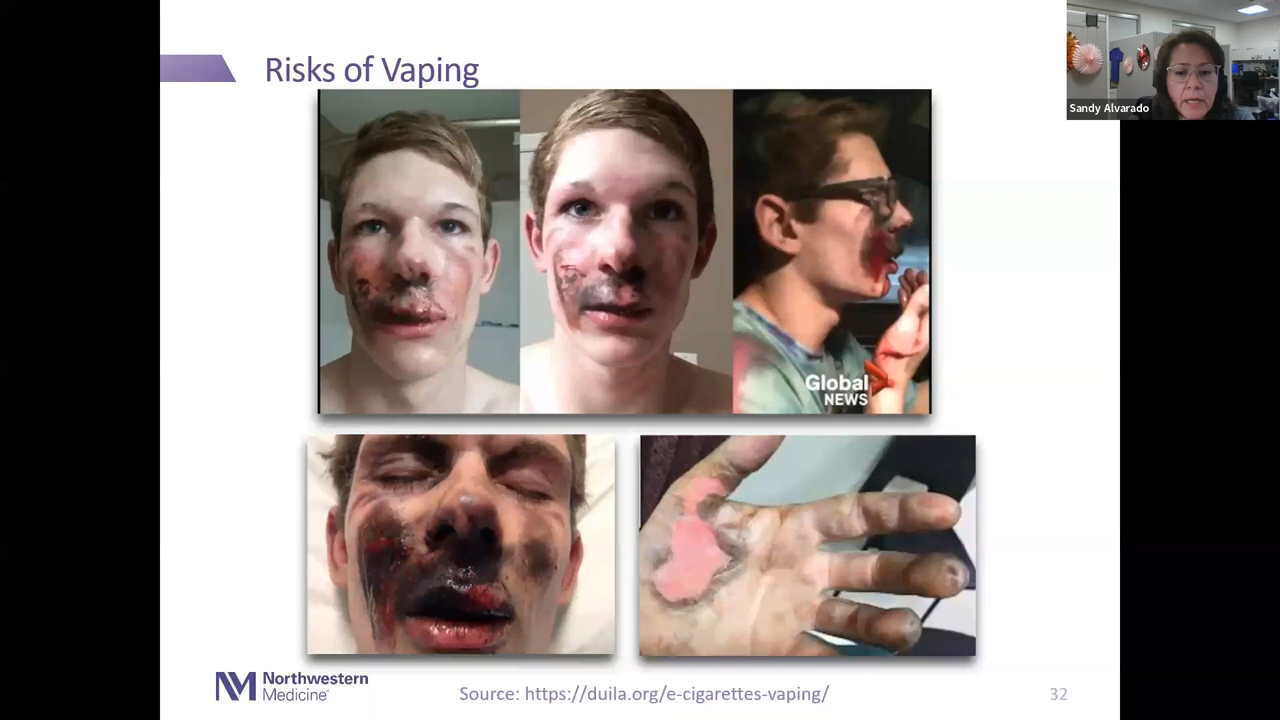 Risks of Vaping
Sandy Alvarado
Global
NEWS
Northwestern
Medicine
Source: https://duila.org/e-cigarettes-vaping/
32